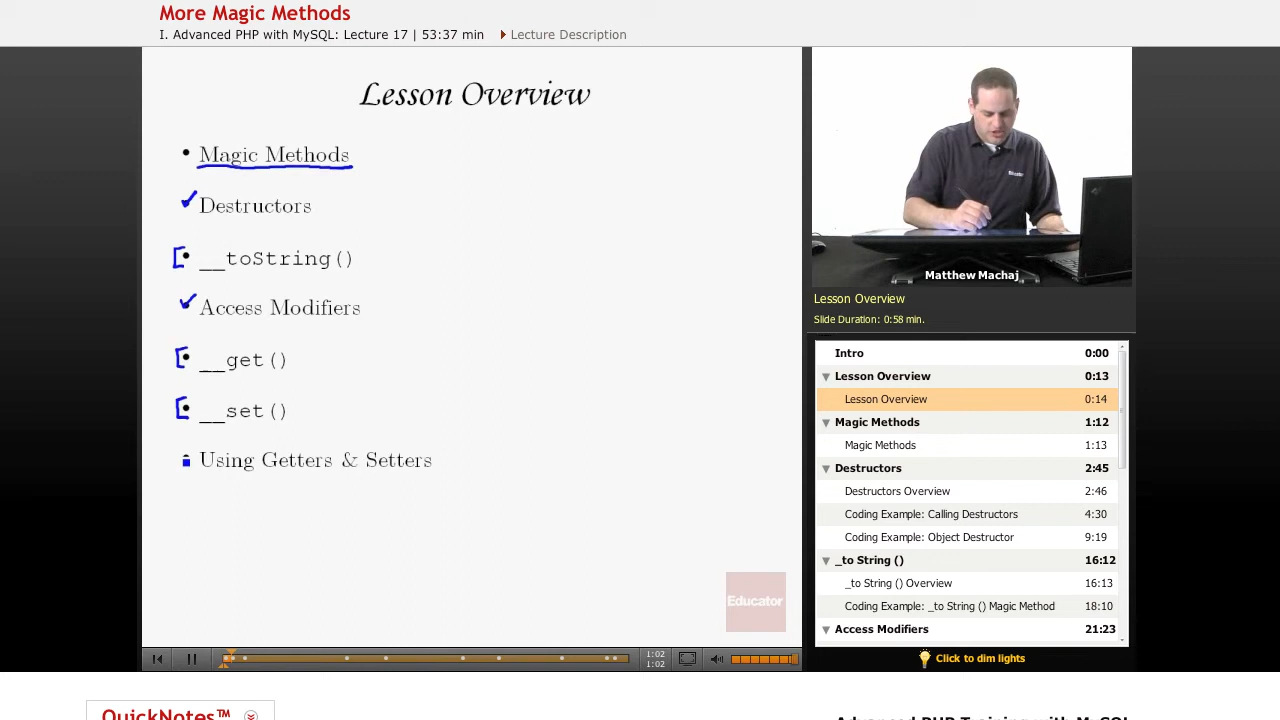 More Magic Methods
I. Advanced PHP with MySQL: Lecture 17 | 53:37 min
Lecture Description
Lesson Overview
• Magic Methods
Destructors
• __toString()
Access Modifiers
• __get()
• __set()
Using Getters & Setters
Educator
Matthew Machaj
Lesson Overview
Slide Duration: 0:58 min.
Intro 0:00
Lesson Overview 0:13
Lesson Overview 0:14
Magic Methods 1:12
Magic Methods 1:13
Destructors 2:45
Destructors Overview 2:46
Coding Example: Calling Destructors 4:30
Coding Example: Object Destructor 9:19
_to String () 16:12
_to String () Overview 16:13
Coding Example: _to String () Magic Method 18:10
Access Modifiers 21:23
1:02
1:02
Click to dim lights
QuickNotes™
Advanced PHP Training with MySQL